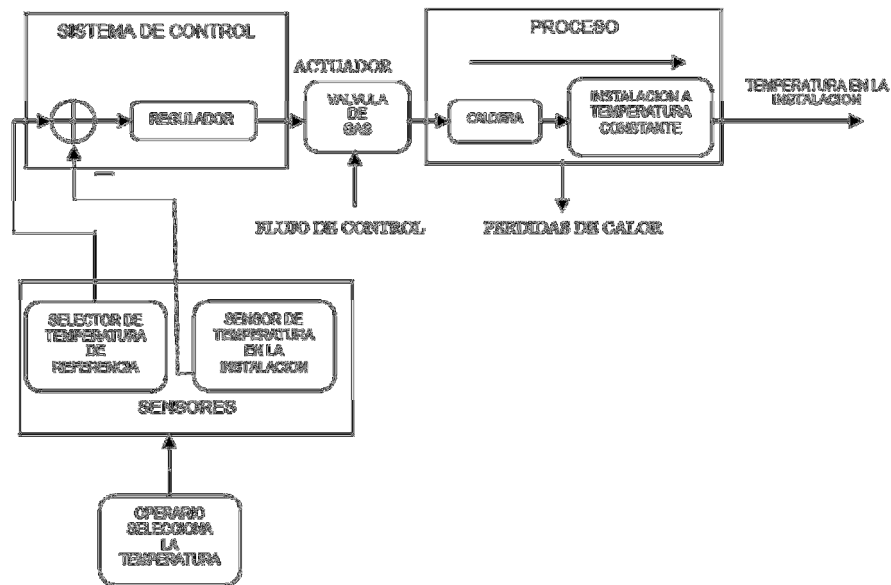 SISTEMA DE CONTROL
PROCESO
ACTUADOR
REGULADOR
VALVULA
DE
GAS
CALDERA
INSTALACION A
TEMPERATURA
CONSTANTE
TEMPERATURA EN LA
INSTALACION
FLUJO DE CONTROL
PERDIDAS DE CALOR
SELECTOR DE
TEMPERATURA
DE
REFERENCIA
SENSOR DE
TEMPERATURA
EN LA
INSTALACION
SENSORES
OPERARIO
SELECCIONA
LA
TEMPERATURA